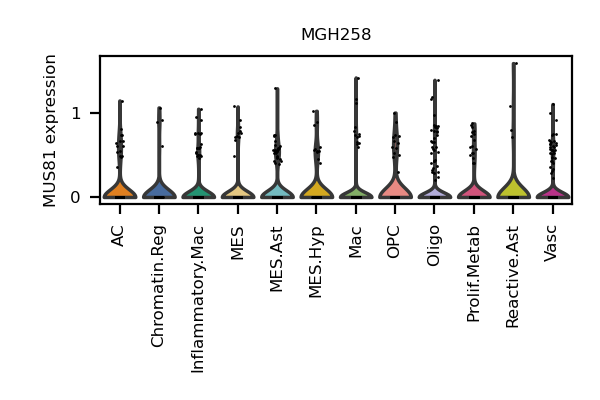 MGH258
MUS81 expression
1
0
AC
Chromatin.Reg
Inflammatory.Mac
MES
MES.Ast
MES.Hyp
Mac
OPC
Oligo
Prolif.Metab
Reactive.Ast
Vasc